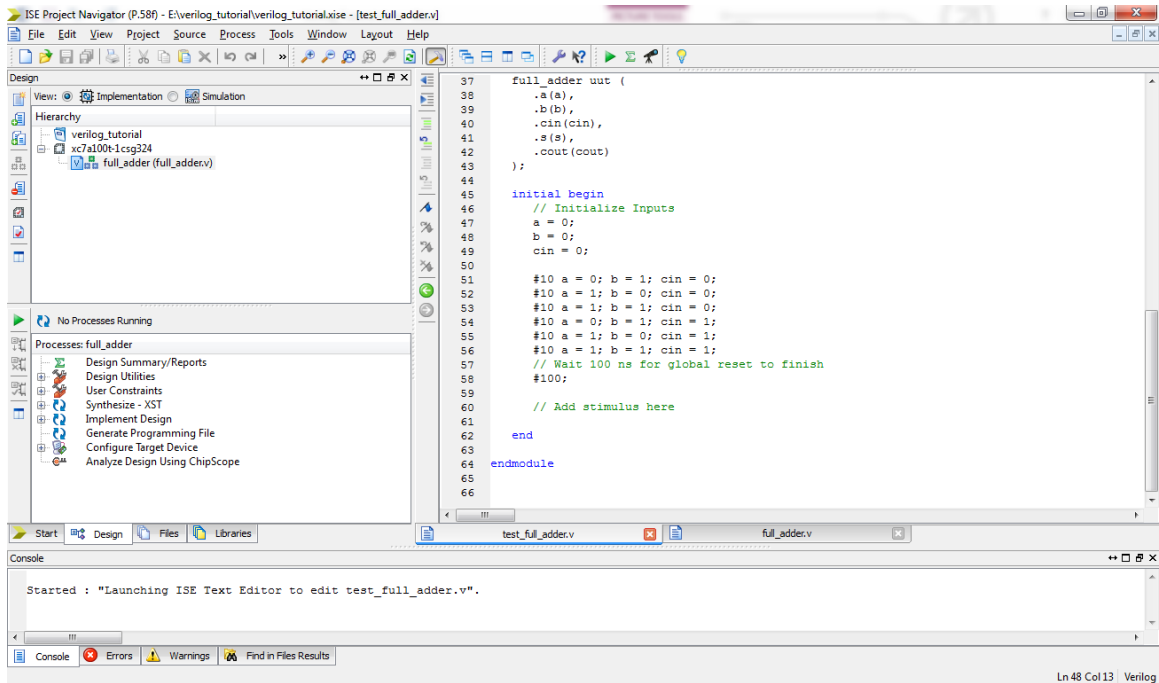 ISE Project Navigator (P.58f) - E:\verilog_tutorial\verilog_tutorial.xise - [test_full_adder.v]
File Edit View Project Source Process Tools Window Layout Help
Design
View: Implementation Simulation
Hierarchy
verilog_tutorial
xc7a100t-1csg324
full_adder (full_adder.v)
No Processes Running
Processes: full_adder
Design Summary/Reports
Design Utilities
User Constraints
Synthesize - XST
Implement Design
Generate Programming File
Configure Target Device
Analyze Design Using ChipScope
Start Design Files Libraries
37 full_adder uut (
38 .a(a),
39 .b(b),
40 .cin(cin),
41 .s(s),
42 .cout(cout)
43 );
44
45 initial begin
46 // Initialize Inputs
47 a = 0;
48 b = 0;
49 cin = 0;
50
51 #10 a = 0; b = 1; cin = 0;
52 #10 a = 1; b = 0; cin = 0;
53 #10 a = 1; b = 1; cin = 0;
54 #10 a = 0; b = 1; cin = 1;
55 #10 a = 1; b = 0; cin = 1;
56 #10 a = 1; b = 1; cin = 1;
57 // Wait 100 ns for global reset to finish
58 #100;
59
60 // Add stimulus here
61
62 end
63
64 endmodule
65
66
test_full_adder.v full_adder.v
Console
Started : "Launching ISE Text Editor to edit test_full_adder.v".
Console Errors Warnings Find in Files Results
Ln 48 Col 13 Verilog